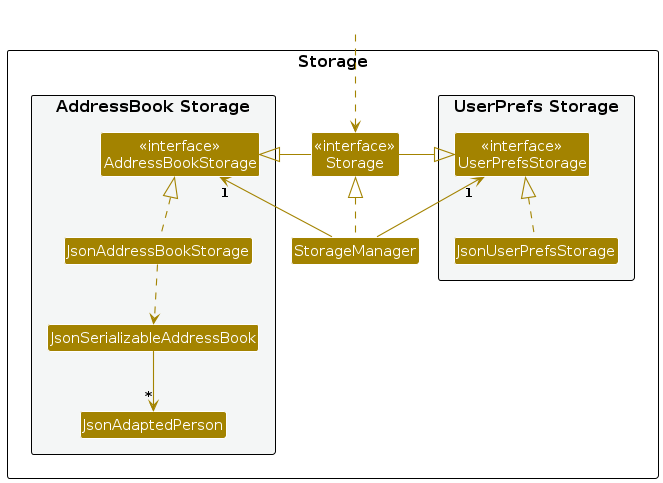 Storage
AddressBook Storage
UserPrefs Storage
«interface»
AddressBookStorage
«interface»
Storage
«interface»
UserPrefsStorage
1
1
JsonAddressBookStorage
StorageManager
JsonUserPrefsStorage
JsonSerializableAddressBook
*
JsonAdaptedPerson